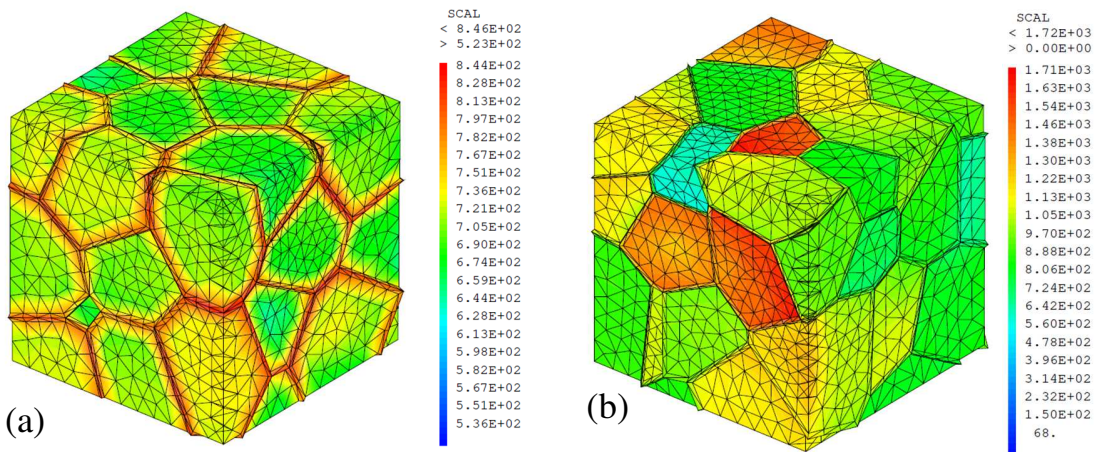 SCAL
< 8.46E+02
> 5.23E+02
8.44E+02
8.28E+02
8.13E+02
7.97E+02
7.82E+02
7.67E+02
7.51E+02
7.36E+02
7.21E+02
7.05E+02
6.90E+02
6.74E+02
6.59E+02
6.44E+02
6.28E+02
6.13E+02
5.98E+02
5.82E+02
5.67E+02
5.51E+02
5.36E+02
(a)
SCAL
< 1.72E+03
> 0.00E+00
1.71E+03
1.63E+03
1.54E+03
1.46E+03
1.38E+03
1.30E+03
1.22E+03
1.13E+03
1.05E+03
9.70E+02
8.88E+02
8.06E+02
7.24E+02
6.42E+02
5.60E+02
4.78E+02
3.96E+02
3.14E+02
2.32E+02
1.50E+02
68.
(b)